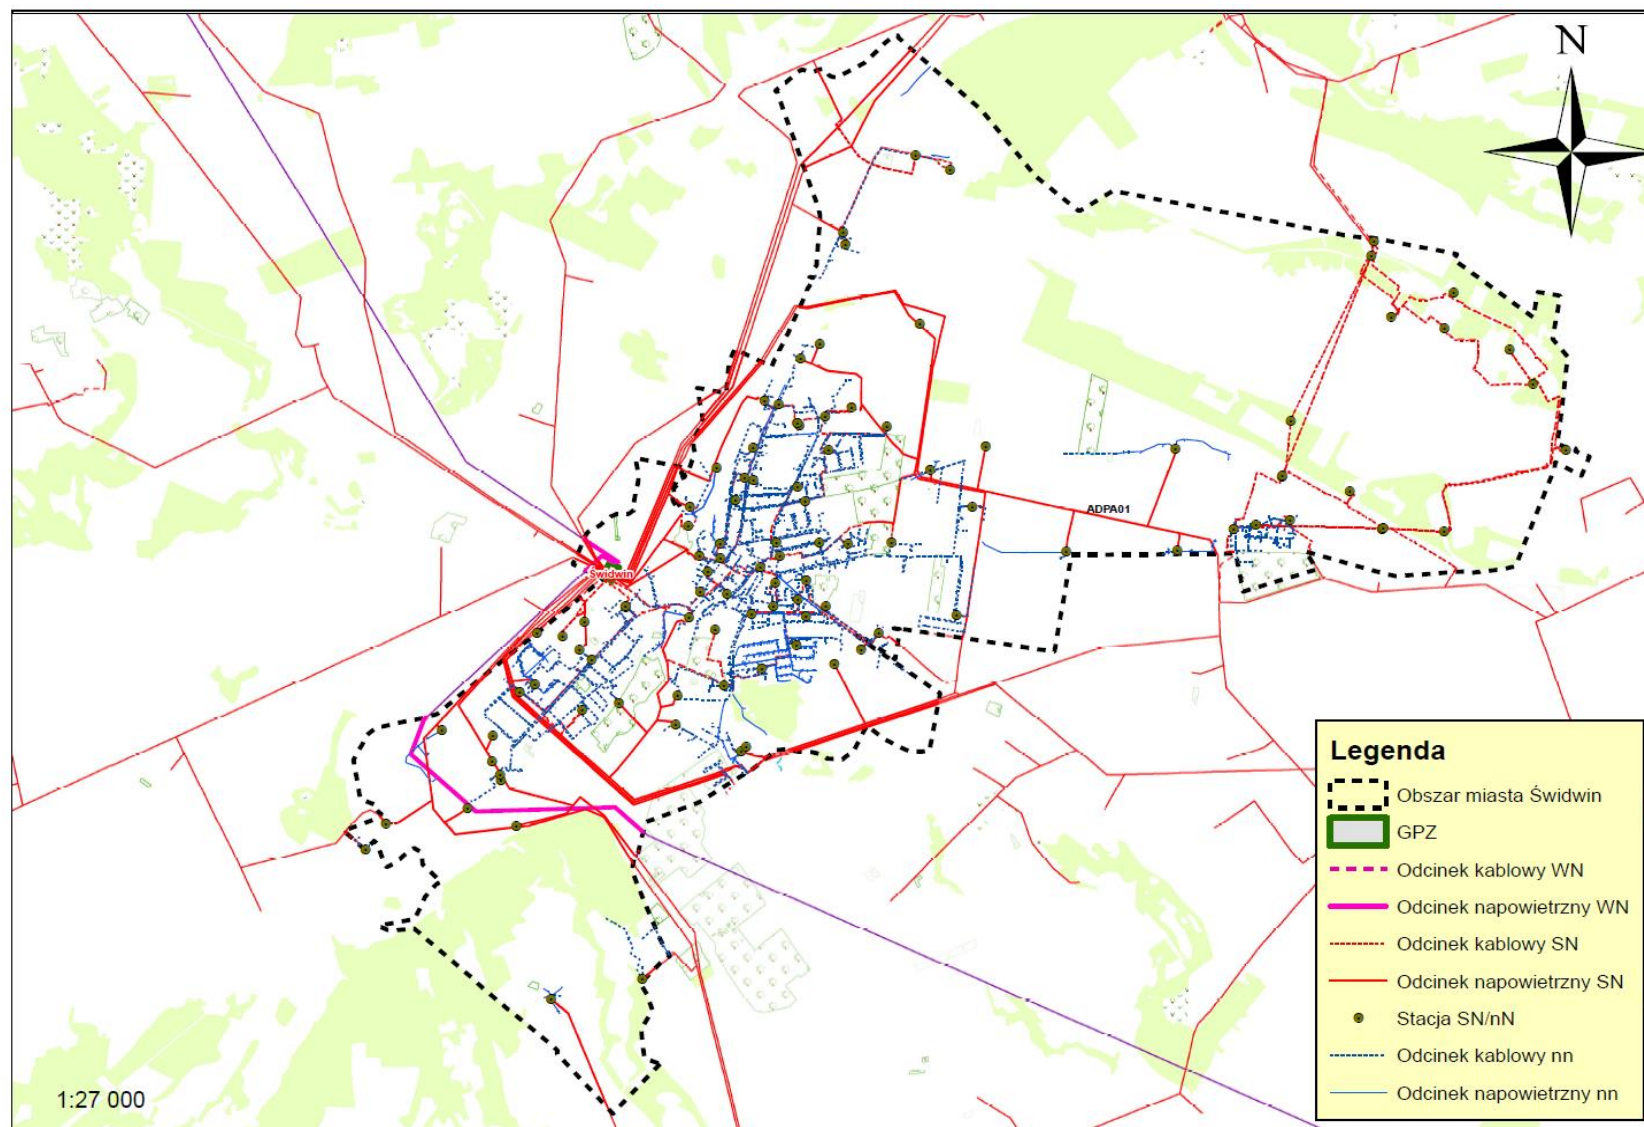 N
ADPA01
Świdwin
Legenda
Obszar miasta Świdwin
GPZ
Odcinek kablowy WN
Odcinek napowietrzny WN
Odcinek kablowy SN
Odcinek napowietrzny SN
Stacja SN/nN
Odcinek kablowy nn
Odcinek napowietrzny nn
1:27 000